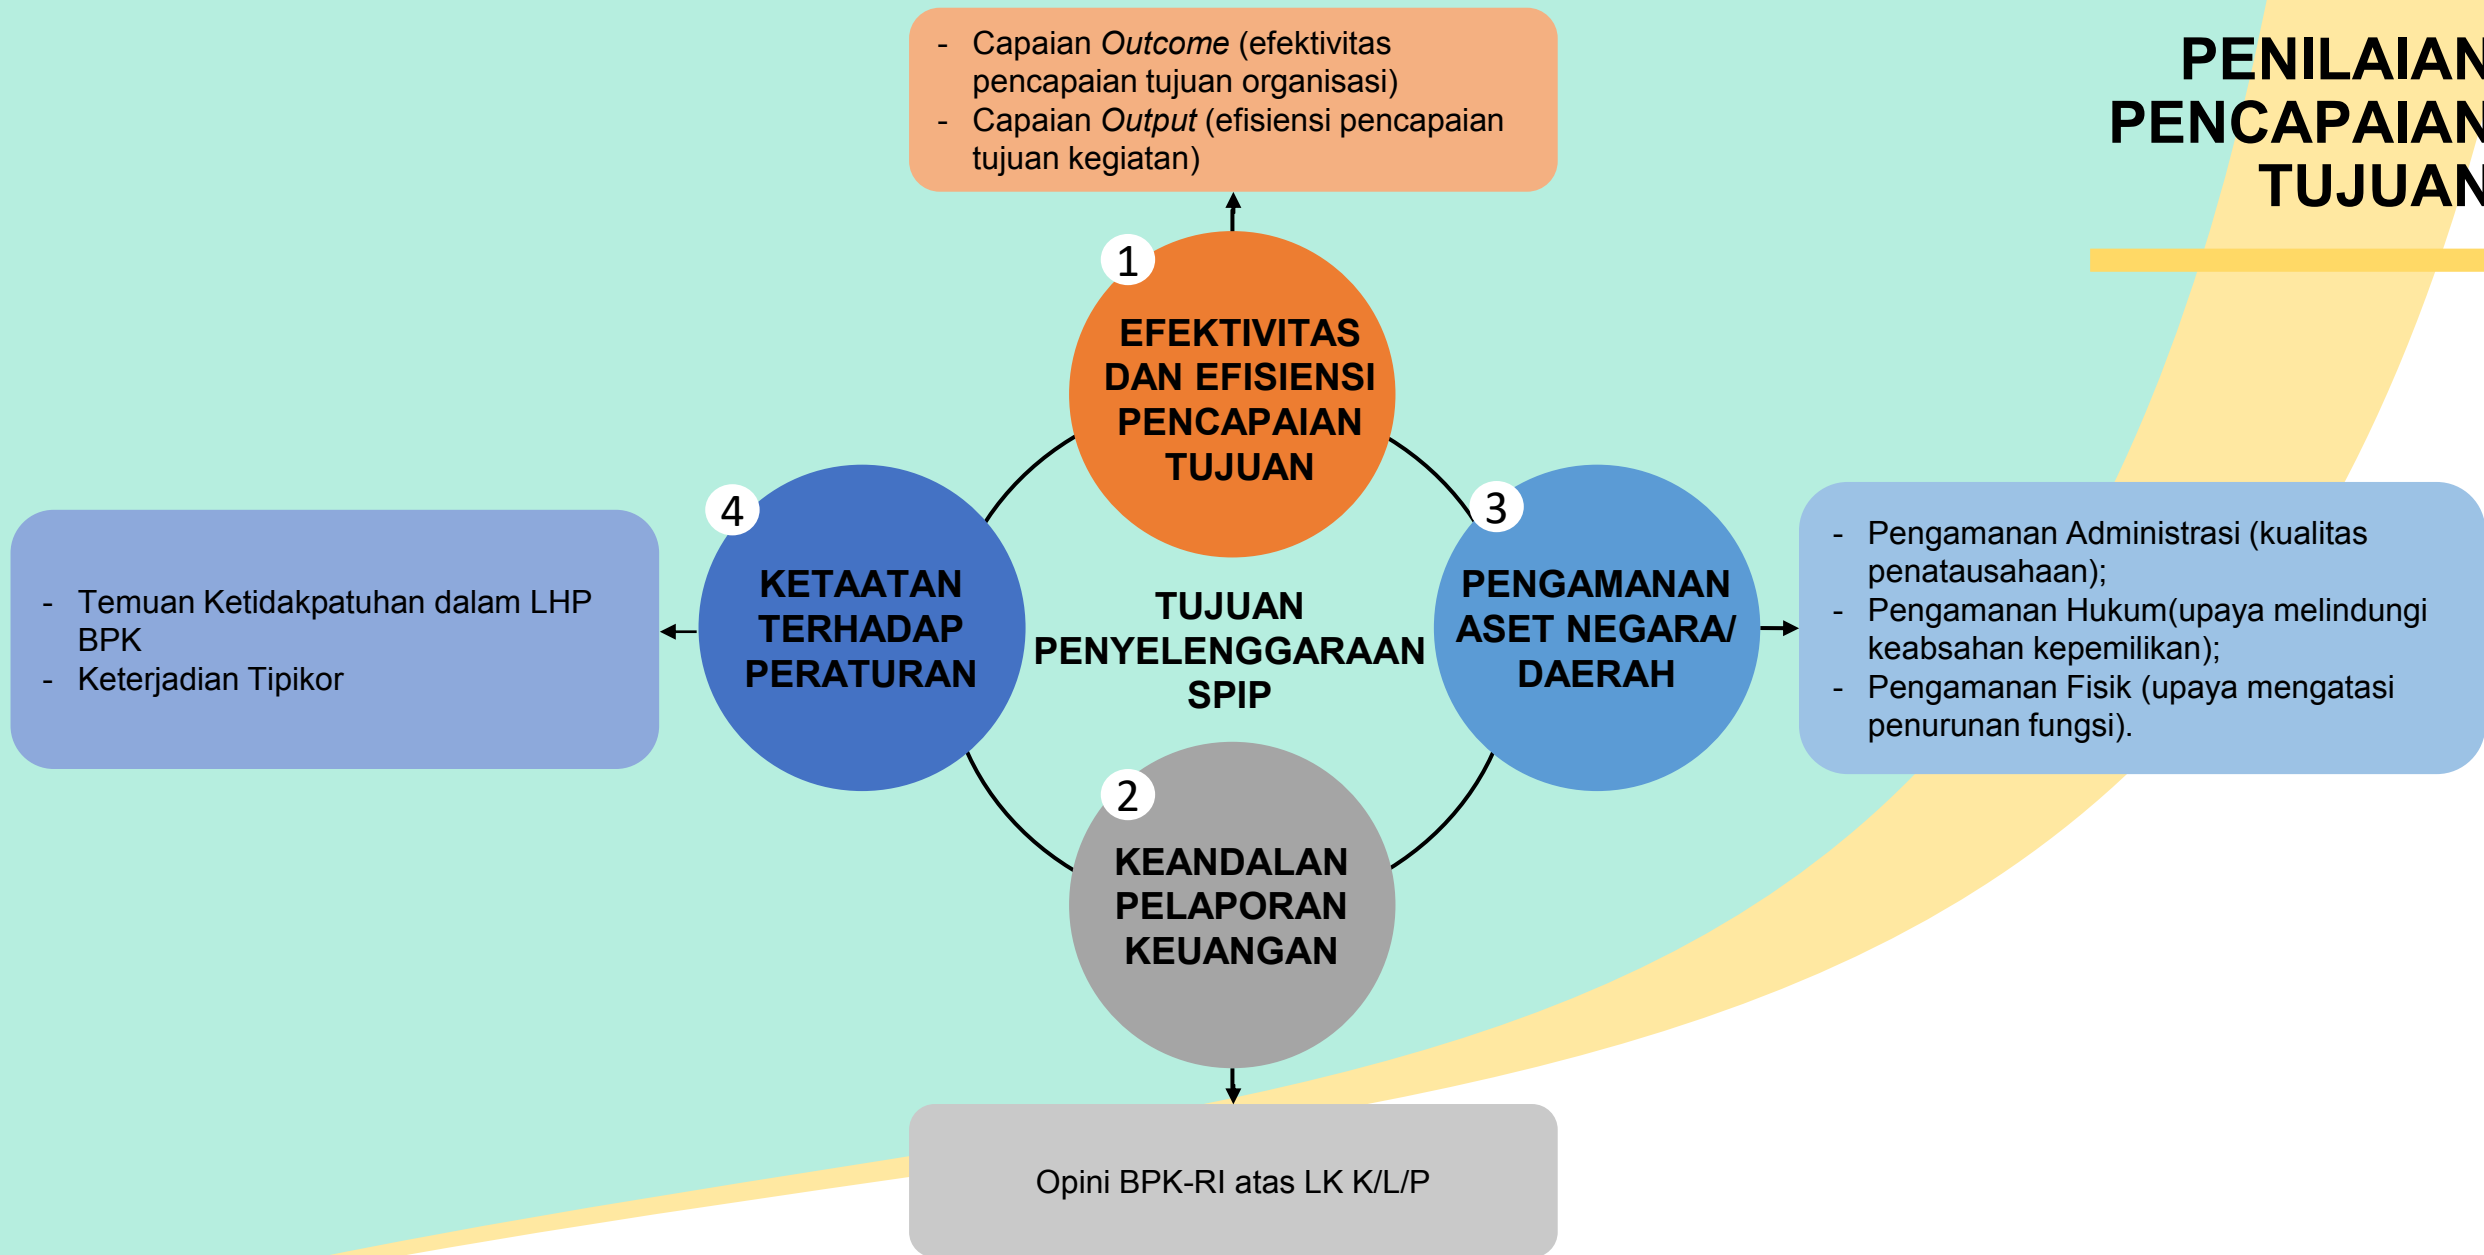 - Capaian Outcome (efektivitas
pencapaian tujuan organisasi)
- Capaian Output (efisiensi pencapaian
tujuan kegiatan)
PENILAIAN
PENCAPAIAN
TUJUAN
1
EFEKTIVITAS
DAN EFISIENSI
PENCAPAIAN
TUJUAN
4
KETAATAN
TERHADAP
PERATURAN
- Temuan Ketidakpatuhan dalam LHP
BPK
- Keterjadian Tipikor
TUJUAN
PENYELENGGARAAN
SPIP
3
PENGAMANAN
ASET NEGARA/
DAERAH
- Pengamanan Administrasi (kualitas
penatausahaan);
- Pengamanan Hukum(upaya melindungi
keabsahan kepemilikan);
- Pengamanan Fisik (upaya mengatasi
penurunan fungsi).
2
KEANDALAN
PELAPORAN
KEUANGAN
Opini BPK-RI atas LK K/L/P